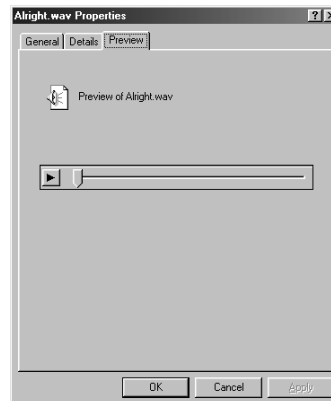 Alright.wav Properties
General Details Preview
Preview of Alright.wav
OK Cancel Apply